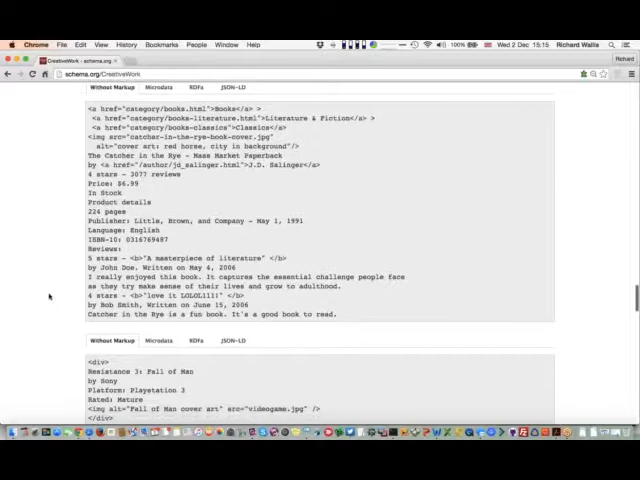 Chrome File Edit View History Bookmarks People Window Help 100% Wed 2 Dec 15:15 Richard Wallis
CreativeWork - schema.org Richard
schema.org/CreativeWork
Without Markup Microdata RDFa JSON-LD
<a href="category/books.html">Books</a> >
<a href="category/books-literature.html">Literature & Fiction</a> >
<a href="category/books-classics">Classics</a>
<img src="catcher-in-the-rye-book-cover.jpg"
alt="cover art: red horse, city in background"/>
The Catcher in the Rye - Mass Market Paperback
by <a href="/author/jd_salinger.html">J.D. Salinger</a>
4 stars - 3077 reviews
Price: $6.99
In Stock
Product details
224 pages
Publisher: Little, Brown, and Company - May 1, 1991
Language: English
ISBN-10: 0316769487
Reviews:
5 stars - <b>"A masterpiece of literature" </b>
by John Doe, Written on May 4, 2006
I really enjoyed this book. It captures the essential challenge people face
as they try make sense of their lives and grow to adulthood.
4 stars - <b>"love it LOLOL111!" </b>
by Bob Smith, Written on June 15, 2006
Catcher in the Rye is a fun book. It's a good book to read.
Without Markup Microdata RDFa JSON-LD
<div>
Resistance 3: Fall of Man
by Sony
Platform: Playstation 3
Rated: Mature
<img alt="Fall of Man cover art" src="videogame.jpg" />
</div>